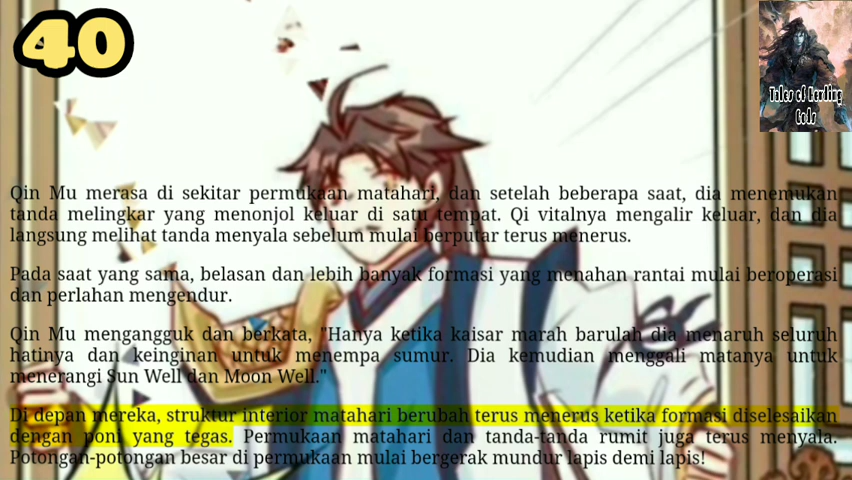 40
Tales of Herding
Gods
Qin Mu merasa di sekitar permukaan matahari, dan setelah beberapa saat, dia menemukan
tanda melingkar yang menonjol keluar di satu tempat. Qi vitalnya mengalir keluar, dan dia
langsung melihat tanda menyala sebelum mulai berputar terus menerus.
Pada saat yang sama, belasan dan lebih banyak formasi yang menahan rantai mulai beroperasi
dan perlahan mengendur.
Qin Mu mengangguk dan berkata, "Hanya ketika kaisar marah barulah dia menaruh seluruh
hatinya dan keinginan untuk menempa sumur. Dia kemudian menggali matanya untuk
menerangi Sun Well dan Moon Well."
Di depan mereka, struktur interior matahari berubah terus menerus ketika formasi diselesaikan
dengan poni yang tegas. Permukaan matahari dan tanda-tanda rumit juga terus menyala.
Potongan-potongan besar di permukaan mulai bergerak mundur lapis demi lapis!